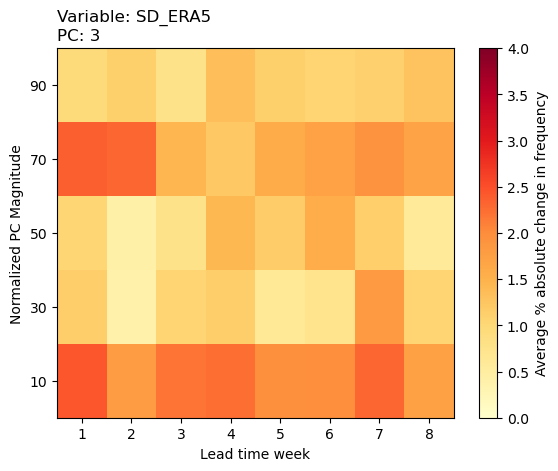 Variable: SD_ERA5
PC: 3
Normalized PC Magnitude
90
70
50
30
10
1 2 3 4 5 6 7 8
Lead time week
4.0
3.5
3.0
2.5
2.0
1.5
1.0
0.5
0.0
Average % absolute change in frequency